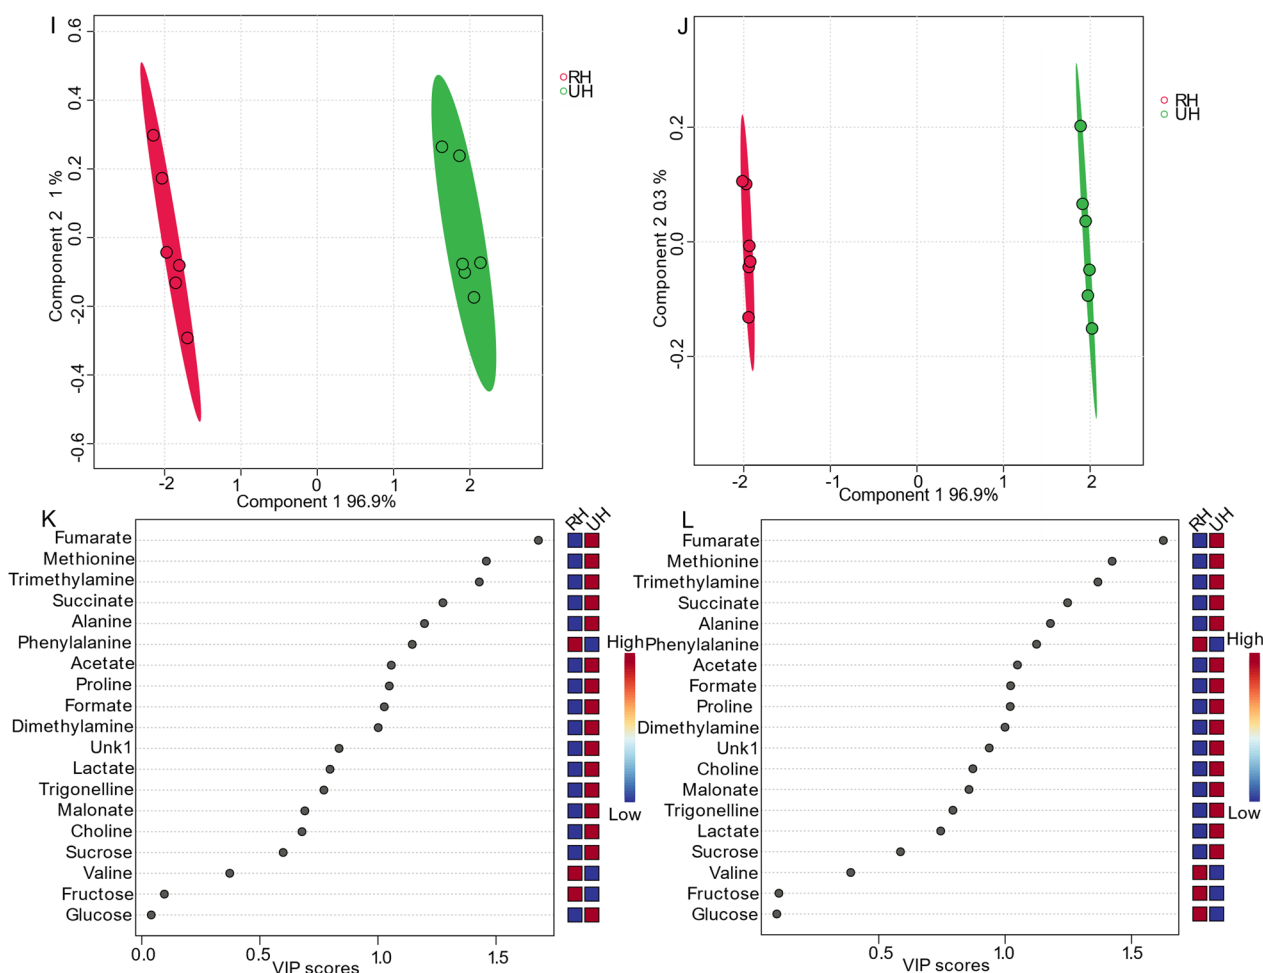 I
0.6
0.4
0.2
0.0
-2.0
-0.4
-0.6
Component 2 1 %
-2
1
0
1
2
Component 1 96.9%
RH
UH
J
0.2
0.0
-0.2
Component 2 0.3 %
-2
-1
0
1
2
Component 1 96.9%
RH
UH
K
RH UH
Fumarate
Methionine
Trimethylamine
Succinate
Alanine
Phenylalanine
Acetate
Proline
Formate
Dimethylamine
Unk1
Lactate
Trigonelline
Malonate
Choline
Sucrose
Valine
Fructose
Glucose
0.0 0.5 1.0 1.5
VIP scores
High
Low
L
RH UH
Fumarate
Methionine
Trimethylamine
Succinate
Alanine
Phenylalanine
Acetate
Formate
Proline
Dimethylamine
Unk1
Choline
Malonate
Trigonelline
Lactate
Sucrose
Valine
Fructose
Glucose
0.5 1.0 1.5
VIP scores
High
Low